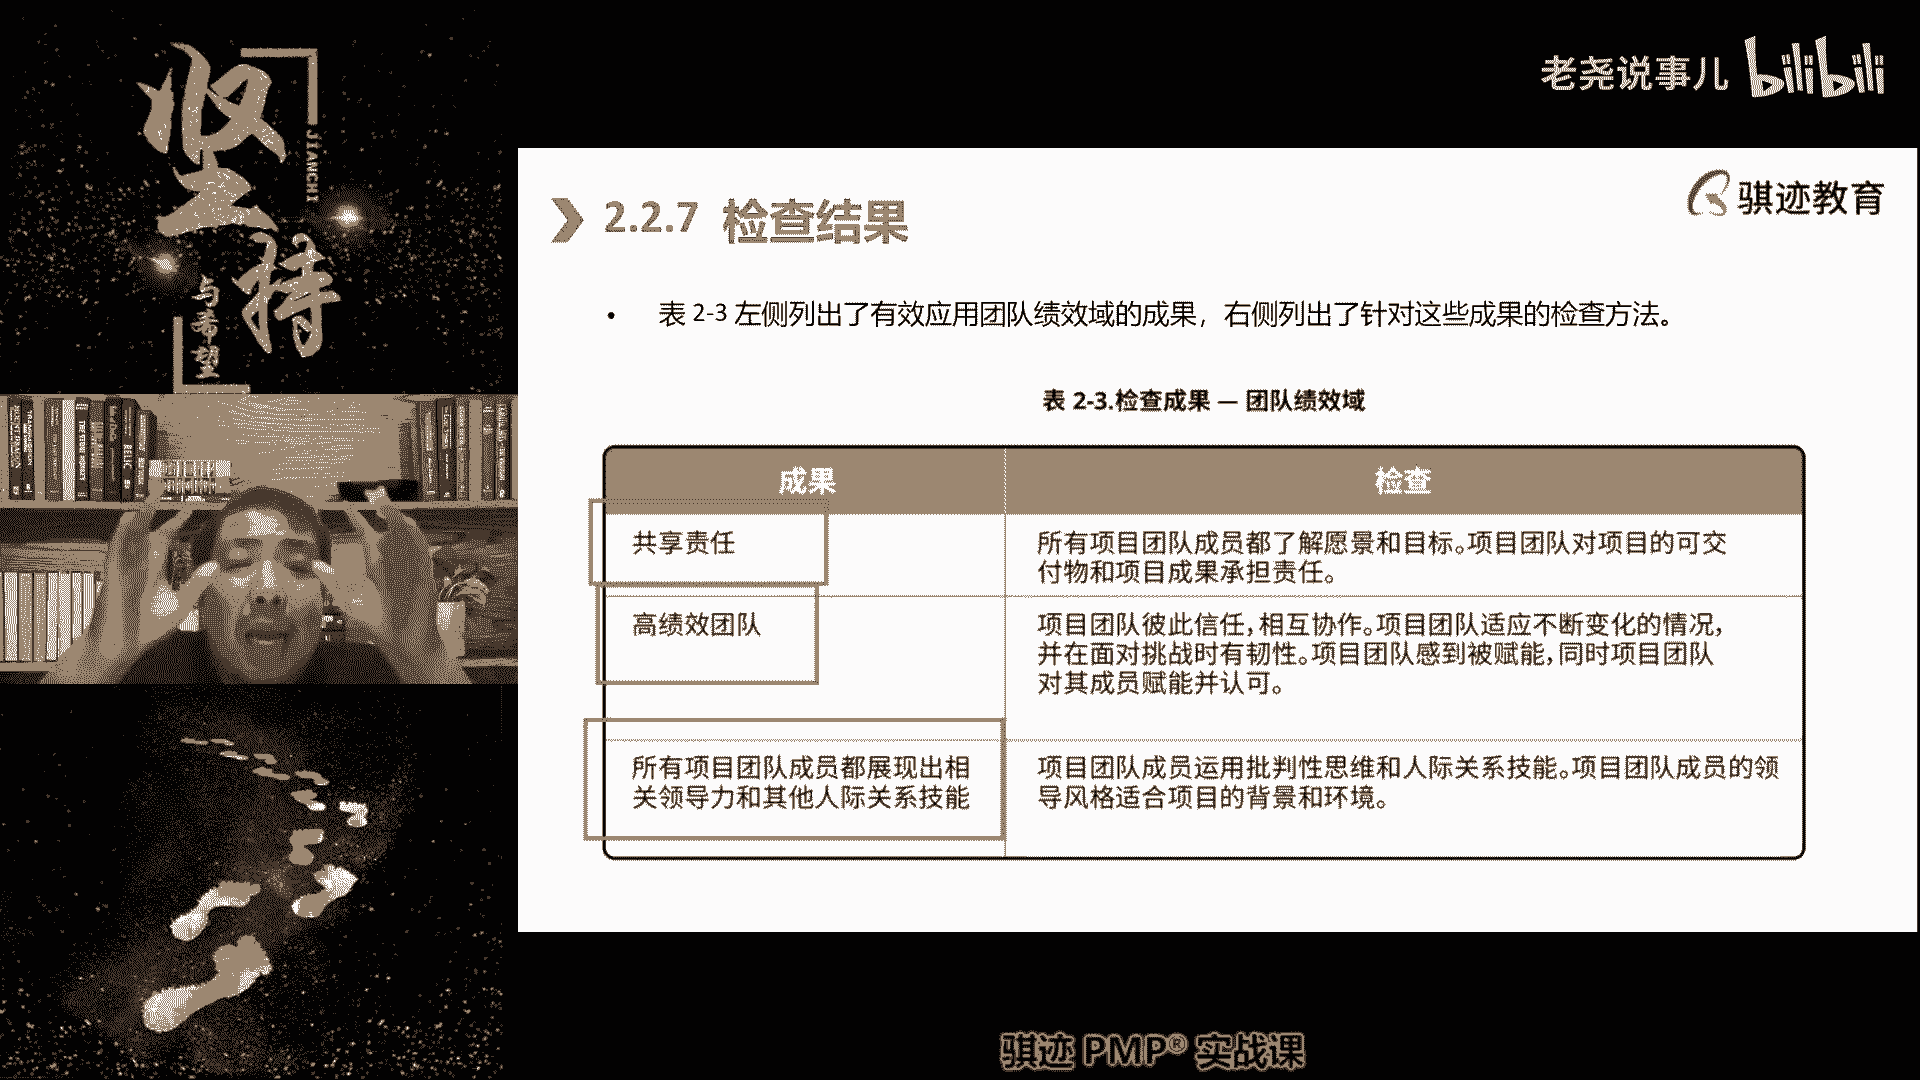 坚持
JIANCHI
与希望
老尧说事儿 bilibili
骐迹教育
2.2.7 检查结果
• 表 2-3 左侧列出了有效应用团队绩效域的成果，右侧列出了针对这些成果的检查方法。
表 2-3.检查成果 — 团队绩效域
成果 检查
共享责任
所有项目团队成员都了解愿景和目标。项目团队对项目的可交
付物和项目成果承担责任。
高绩效团队
项目团队彼此信任，相互协作。项目团队适应不断变化的情况，
并在面对挑战时有韧性。项目团队感到被赋能，同时项目团队
对其成员赋能并认可。
所有项目团队成员都展现出相
关领导力和其他人际关系技能
项目团队成员运用批判性思维和人际关系技能。项目团队成员的领
导风格适合项目的背景和环境。
骐迹 PMP® 实战课